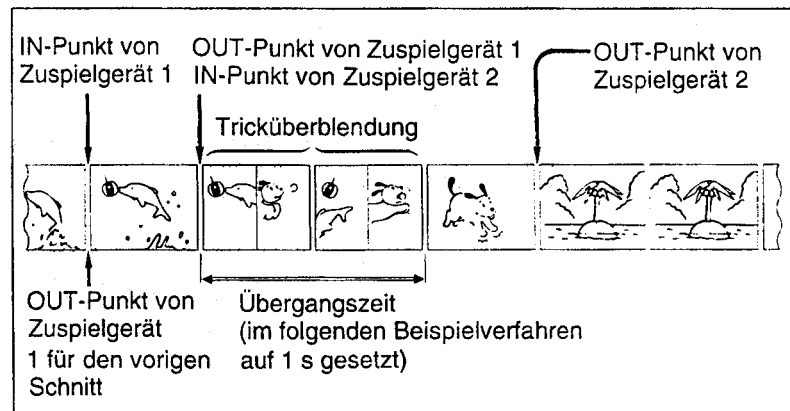 IN-Punkt von
Zuspielgerät 1
OUT-Punkt von Zuspielgerät 1
IN-Punkt von Zuspielgerät 2
OUT-Punkt von
Zuspielgerät 2
Tricküberblendung
OUT-Punkt von
Zuspielgerät
1 für den vorigen
Schnitt
Übergangszeit
(im folgenden Beispielverfahren
auf 1 s gesetzt)